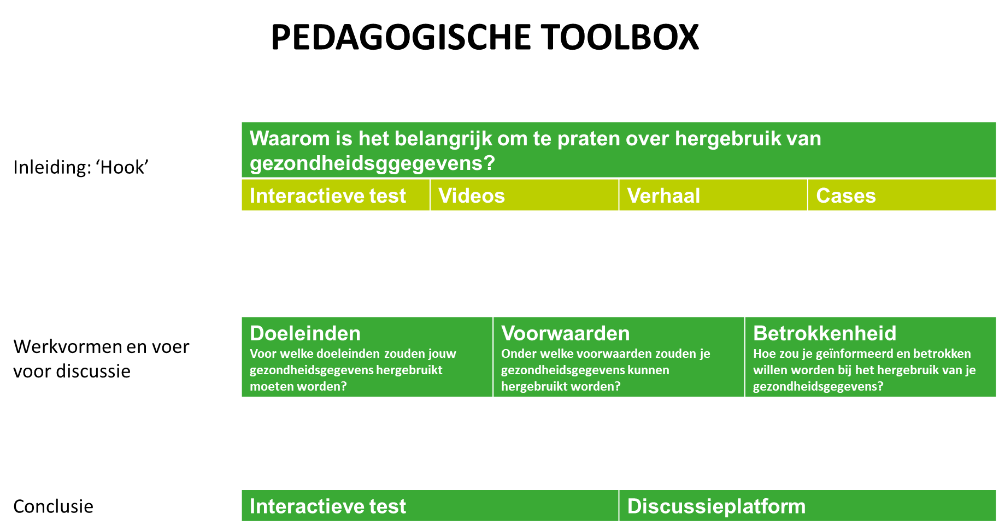 PEDAGOGISCHE TOOLBOX
Inleiding: ‘Hook’
Waarom is het belangrijk om te praten over hergebruik van
gezondheidsggegevens?
Interactieve test
Videos
Verhaal
Cases
Werkvormen en voer
voor discussie
Doeleinden
Voor welke doeleinden zouden jouw
gezondheidsgegevens hergebruikt
moeten worden?
Voorwaarden
Onder welke voorwaarden zouden je
gezondheidsgegevens kunnen
hergebruikt worden?
Betrokkenheid
Hoe zou je geïnformeerd en betrokken
willen worden bij het hergebruik van je
gezondheidsgegevens?
Conclusie
Interactieve test
Discussieplatform